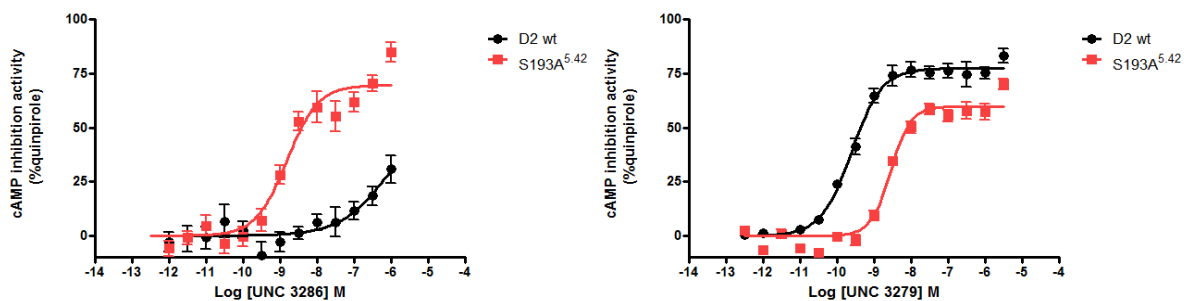 100
75
50
25
0
cAMP inhibition activity
(%quinpirole)
-14 -13 -12 -11 -10 -9 -8 -7 -6 -5 -4
Log [UNC 3286] M
D2 wt
S193A5.42
100
75
50
25
0
cAMP inhibition activity
(%quinpirole)
-14 -13 -12 -11 -10 -9 -8 -7 -6 -5 -4
Log [UNC 3279] M
D2 wt
S193A5.42